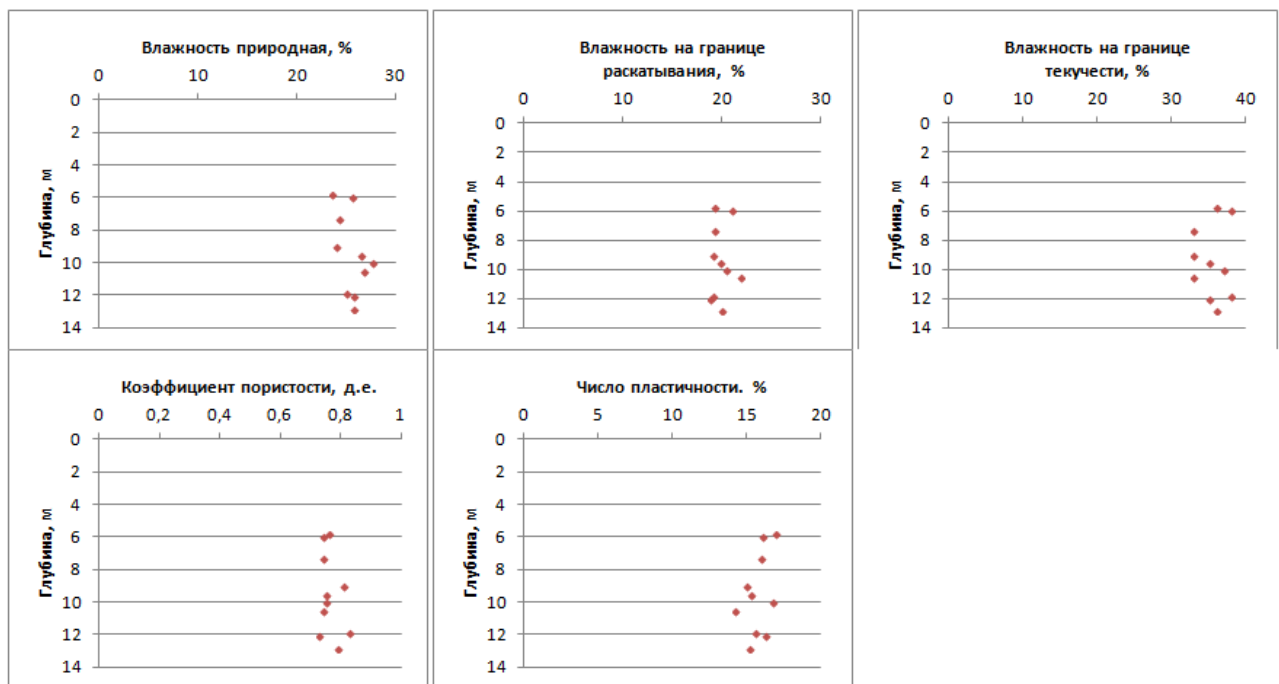 Влажность природная, %
0 10 20 30
0
2
4
6
8
10
12
14
Глубина, м
Влажность на границе
раскатывания, %
0 10 20 30
0
2
4
6
8
10
12
14
Глубина, м
Влажность на границе
текучести, %
0 10 20 30 40
0
2
4
6
8
10
12
14
Глубина, м
Коэффициент пористости, д.е.
0 0,2 0,4 0,6 0,8 1
0
2
4
6
8
10
12
14
Глубина, м
Число пластичности. %
0 5 10 15 20
0
2
4
6
8
10
12
14
Глубина, м